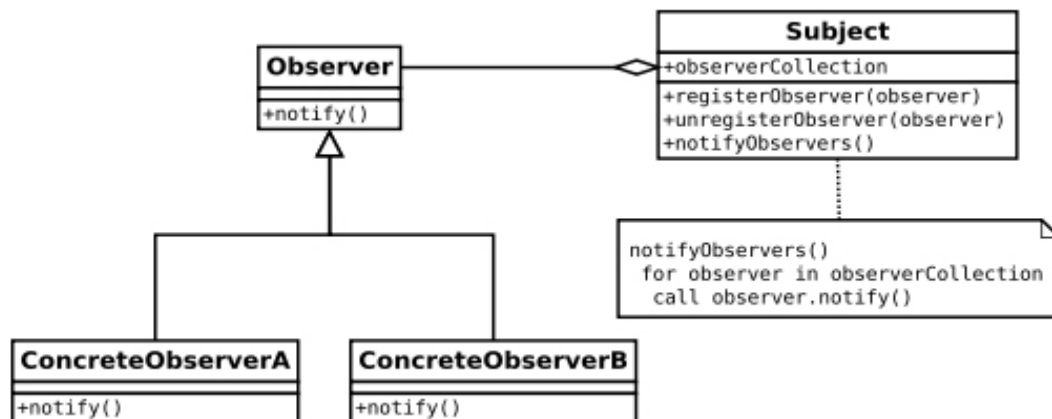 Subject
Observer
+observerCollection
+notify()
+registerObserver(observer)
+unregisterObserver(observer)
+notifyObservers()
notifyObservers()
for observer in observerCollection
call observer.notify()
ConcreteObserverA
ConcreteObserverB
+notify()
+notify()